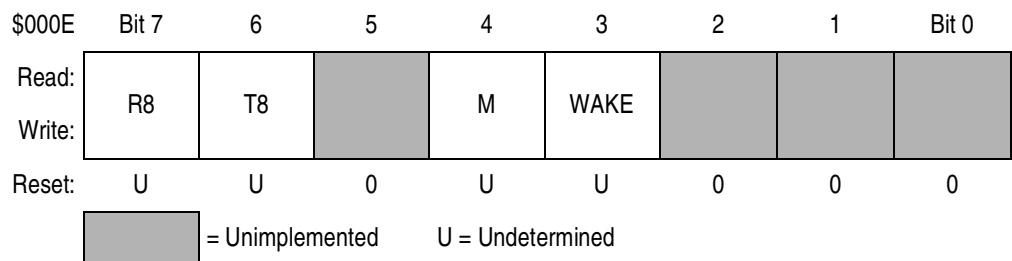 $000E Bit 7 6 5 4 3 2 1 Bit 0
Read:
R8 T8 M WAKE
Write:
Reset: U U 0 U U 0 0 0
= Unimplemented U = Undetermined